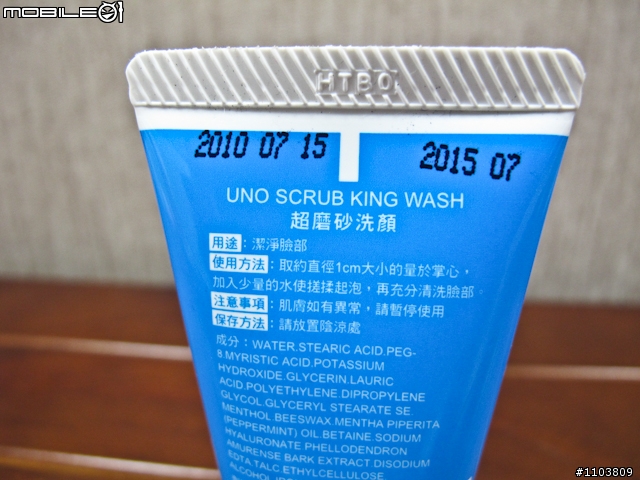 MOBILE01
HTBO
2010 07 15
2015 07
UNO SCRUB KING WASH
超磨砂洗顏
用途：潔淨臉部
使用方法：取約直徑1cm大小的量於掌心，
加入少量的水使搓揉起泡，再充分清洗臉部。
注意事項：肌膚如有異常，請暫停使用
保存方法：請放置陰涼處
成分：WATER.STEARIC ACID.PEG-
8.MYRISTIC ACID.POTASSIUM
HYDROXIDE GLYCERIN.LAURIC
ACID.POLYETHYLENE DIPROPYLENE
GLYCOL.GLYCERYL STEARATE SE
MENTHOL BEESWAX.MENTHA PIPERITA
(PEPPERMINT) OIL.BETAINE SODIUM
HYALURONATE PHELLODENDRON
AMURENSE BARK EXTRACT DISODIUM
EDTA.TALC ETHYLCELLULOSE
ALCOHOL
#1103809